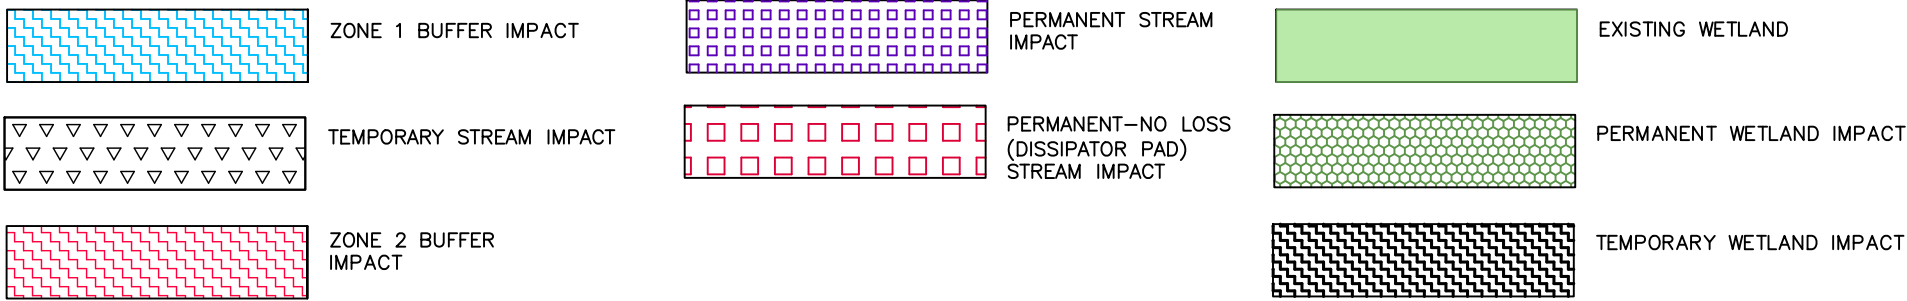 ZONE 1 BUFFER IMPACT
TEMPORARY STREAM IMPACT
ZONE 2 BUFFER
IMPACT
PERMANENT STREAM
IMPACT
PERMANENT-NO LOSS
(DISSIPATOR PAD)
STREAM IMPACT
EXISTING WETLAND
PERMANENT WETLAND IMPACT
TEMPORARY WETLAND IMPACT